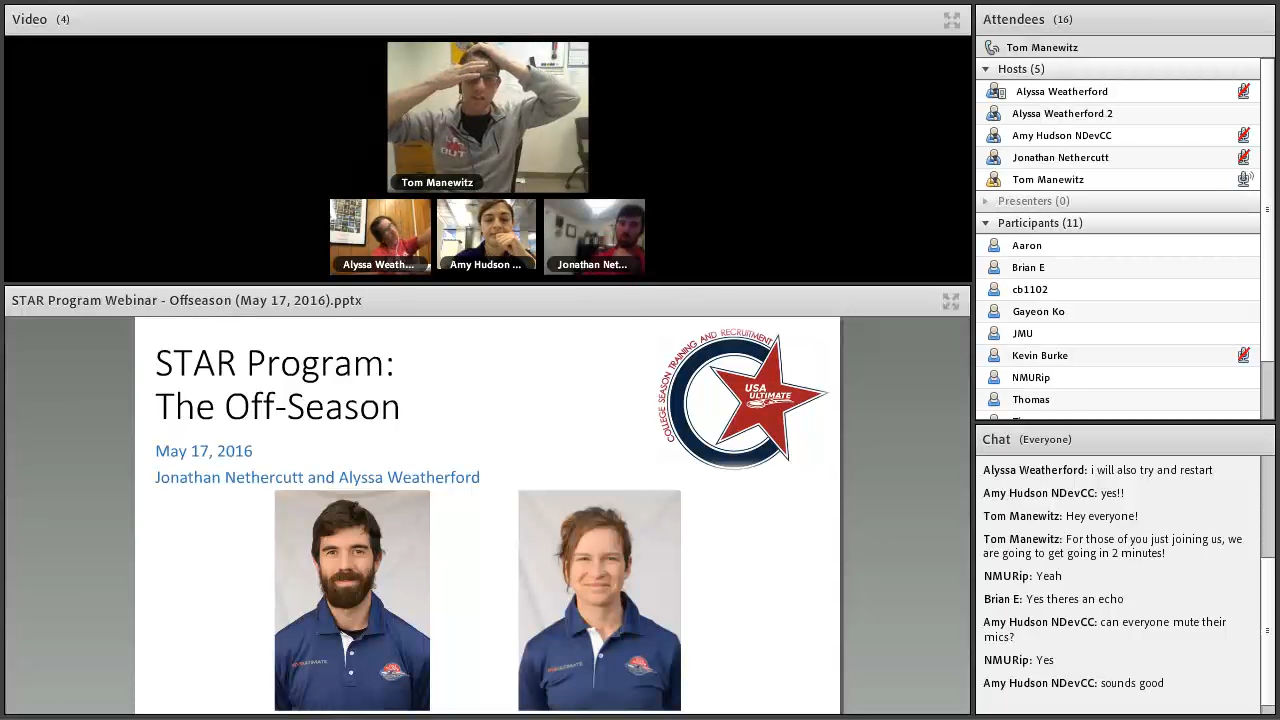 Video (4)
Tom Manewitz
Alyssa Weath...
Amy Hudson ...
Jonathan Net...
STAR Program Webinar - Offseason (May 17, 2016).pptx
STAR Program:
The Off-Season
May 17, 2016
Jonathan Nethercutt and Alyssa Weatherford
COLLEGE SEASON TRAINING AND RECRUITMENT
USA
ULTIMATE
Attendees (16)
Tom Manewitz
Hosts (5)
Alyssa Weatherford
Alyssa Weatherford 2
Amy Hudson NDevCC
Jonathan Nethercutt
Tom Manewitz
Presenters (0)
Participants (11)
Aaron
Brian E
cb1102
Gayeon Ko
JMU
Kevin Burke
NMURip
Thomas
Chat (Everyone)
Alyssa Weatherford: i will also try and restart
Amy Hudson NDevCC: yes!!
Tom Manewitz: Hey everyone!
Tom Manewitz: For those of you just joining us, we
are going to get going in 2 minutes!
NMURip: Yeah
Brian E: Yes theres an echo
Amy Hudson NDevCC: can everyone mute their
mics?
NMURip: Yes
Amy Hudson NDevCC: sounds good